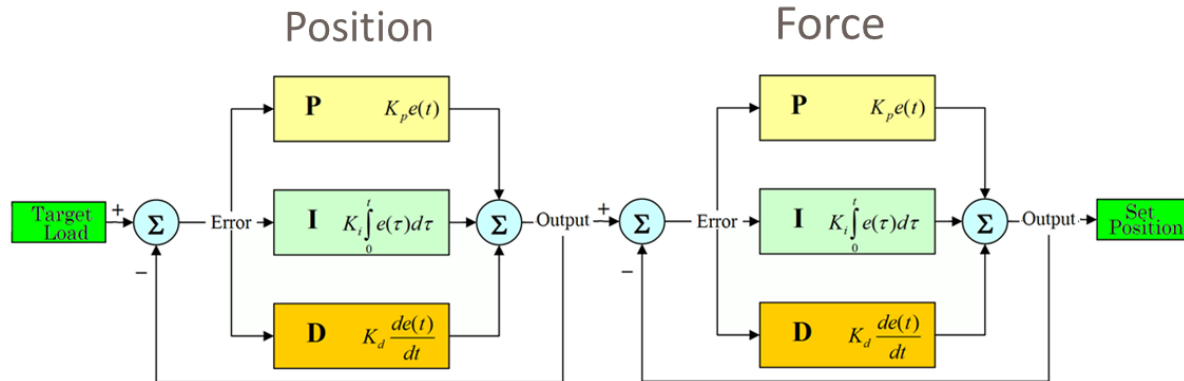 Position
Force
P K_p e(t)
P K_p e(t)
Target Load
+
Σ
Error
I K_i ∫_0^t e(τ)dτ
Σ
Output
+
Σ
Error
I K_i ∫_0^t e(τ)dτ
Σ
Output
Set Position
−
−
D K_d de(t)/dt
D K_d de(t)/dt